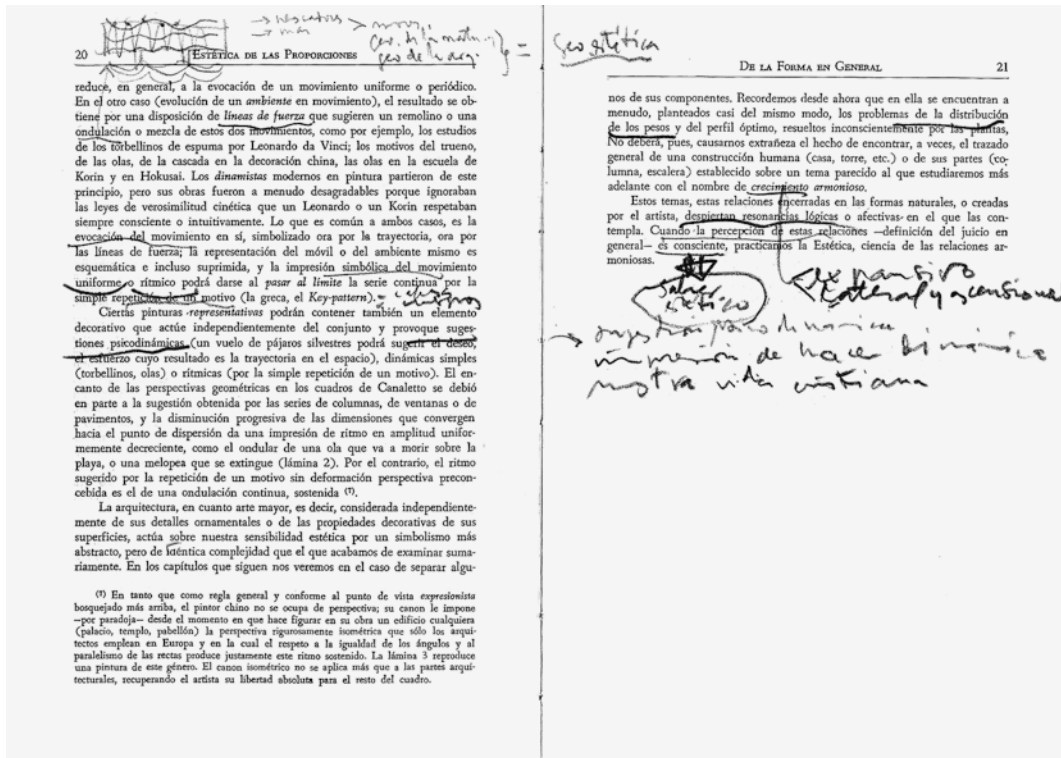 20 ESTÉTICA DE LAS PROPORCIONES
reduce, en general, a la evocación de un movimiento uniforme o periódico.
En el otro caso (evolución de un ambiente en movimiento), el resultado se ob-
tiene por una disposición de líneas de fuerza que sugieren un remolino o una
ondulación o mezcla de estos dos movimientos, como por ejemplo, los estudios
de los torbellinos de espuma por Leonardo da Vinci; los motivos del trueno,
de las olas, de la cascada en la decoración china, las olas en la escuela de
Korin y en Hokusai. Los dinamistas modernos en pintura partieron de este
principio, pero sus obras fueron a menudo desagradables porque ignoraban
las leyes de verosimilitud cinética que un Leonardo o un Korin respetaban
siempre consciente o intuitivamente. Lo que es común a ambos casos, es la
evocación del movimiento en sí, simbolizado ora por la trayectoria, ora por
las líneas de fuerza; la representación del móvil o del ambiente mismo es
esquemática e incluso suprimida, y la impresión simbólica del movimiento
uniforme o rítmico podrá darse al pasar al límite la serie continua por la
simple repetición de un motivo (la greca, el Key-pattern).
Ciertas pinturas representativas podrán contener también un elemento
decorativo que actúe independientemente del conjunto y provoque suges-
tiones psicodinámicas (un vuelo de pájaros silvestres podrá sugerir el deseo,
el esfuerzo cuyo resultado es la trayectoria en el espacio), dinámicas simples
(torbellinos, olas) o rítmicas (por la simple repetición de un motivo). El en-
canto de las perspectivas geométricas en los cuadros de Canaletto se debió
en parte a la sugestión obtenida por las series de columnas, de ventanas o de
pavimentos, y la disminución progresiva de las dimensiones que convergen
hacia el punto de dispersión da una impresión de ritmo en amplitud unifor-
memente decreciente, como el ondular de una ola que va a morir sobre la
playa, o una melopea que se extingue (lámina 2). Por el contrario, el ritmo
sugerido por la repetición de un motivo sin deformación perspectiva precon-
cebida es el de una ondulación continua, sostenida (7).
La arquitectura, en cuanto arte mayor, es decir, considerada independiente-
mente de sus detalles ornamentales o de las propiedades decorativas de sus
superficies, actúa sobre nuestra sensibilidad estética por un simbolismo más
abstracto, pero de idéntica complejidad que el que acabamos de examinar suma-
riamente. En los capítulos que siguen nos veremos en el caso de separar algu-
(7) En tanto que como regla general y conforme al punto de vista expresionista
bosquejado más arriba, el pintor chino no se ocupa de perspectiva; su canon le impone
—por paradoja— desde el momento en que hace figurar en su obra un edificio cualquiera
(palacio, templo, pabellón) la perspectiva rigurosamente isométrica que sólo los arqui-
tectos emplean en Europa y en la cual el respeto a la igualdad de los ángulos y al
paralelismo de las rectas produce justamente este ritmo sostenido. La lámina 3 reproduce
una pintura de este género. El canon isométrico no se aplica más que a las partes arqui-
tecturales, recuperando el artista su libertad absoluta para el resto del cuadro.
= geoestética
DE LA FORMA EN GENERAL 21
nos de sus componentes. Recordemos desde ahora que en ella se encuentran a
menudo, planteados casi del mismo modo, los problemas de la distribución
de los pesos y del perfil óptimo, resueltos inconscientemente por las plantas.
No deberá, pues, causarnos extrañeza el hecho de encontrar, a veces, el trazado
general de una construcción humana (casa, torre, etc.) o de sus partes (co-
lumna, escalera) establecido sobre un tema parecido al que estudiaremos más
adelante con el nombre de crecimiento armonioso.
Estos temas, estas relaciones encerradas en las formas naturales, o creadas
por el artista, despiertan resonancias lógicas o afectivas en el que las con-
templa. Cuando la percepción de estas relaciones —definición del juicio en
general— es consciente, practicamos la Estética, ciencia de las relaciones ar-
moniosas.
expansivo
lateral y ascensional
saber
estético
impresión de hacer dinámica
nuestra vida cristiana